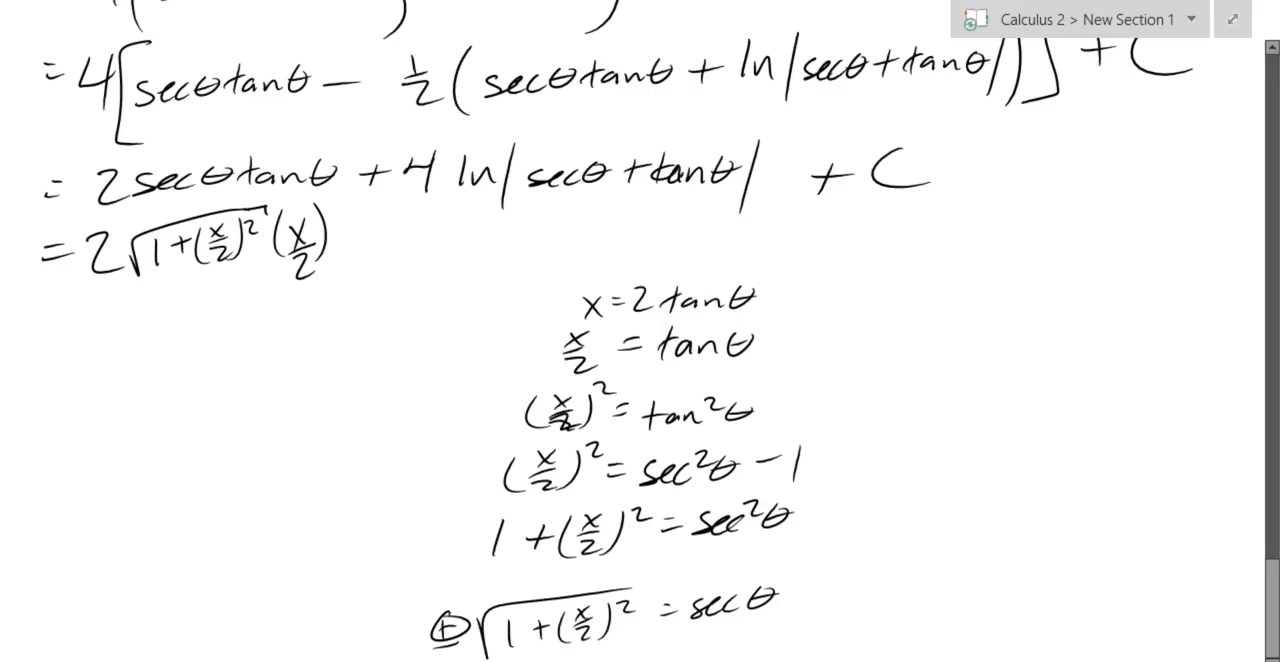 Calculus 2 > New Section 1
= 4[secθtanθ − ½(secθtanθ + ln|secθ+tanθ|)] + C
= 2secθtanθ + 4 ln|secθ+tanθ| + C
= 2√(1+(x/2)²) (x/2)
x = 2tanθ
x/2 = tanθ
(x/2)² = tan²θ
(x/2)² = sec²θ − 1
1 + (x/2)² = sec²θ
√(1+(x/2)²) = secθ